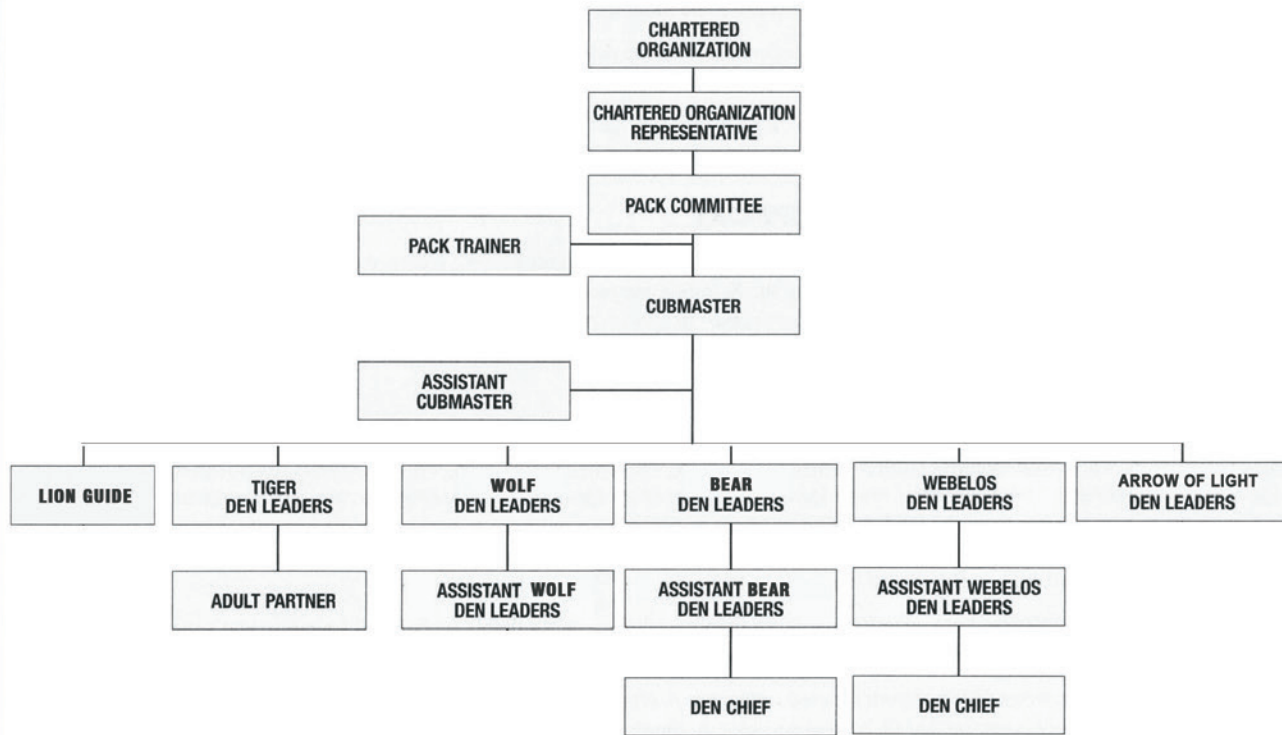 CHARTERED
ORGANIZATION
CHARTERED ORGANIZATION
REPRESENTATIVE
PACK COMMITTEE
PACK TRAINER
CUBMASTER
ASSISTANT
CUBMASTER
LION GUIDE
TIGER
DEN LEADERS
WOLF
DEN LEADERS
BEAR
DEN LEADERS
WEBELOS
DEN LEADERS
ARROW OF LIGHT
DEN LEADERS
ADULT PARTNER
ASSISTANT WOLF
DEN LEADERS
ASSISTANT BEAR
DEN LEADERS
ASSISTANT WEBELOS
DEN LEADERS
DEN CHIEF
DEN CHIEF